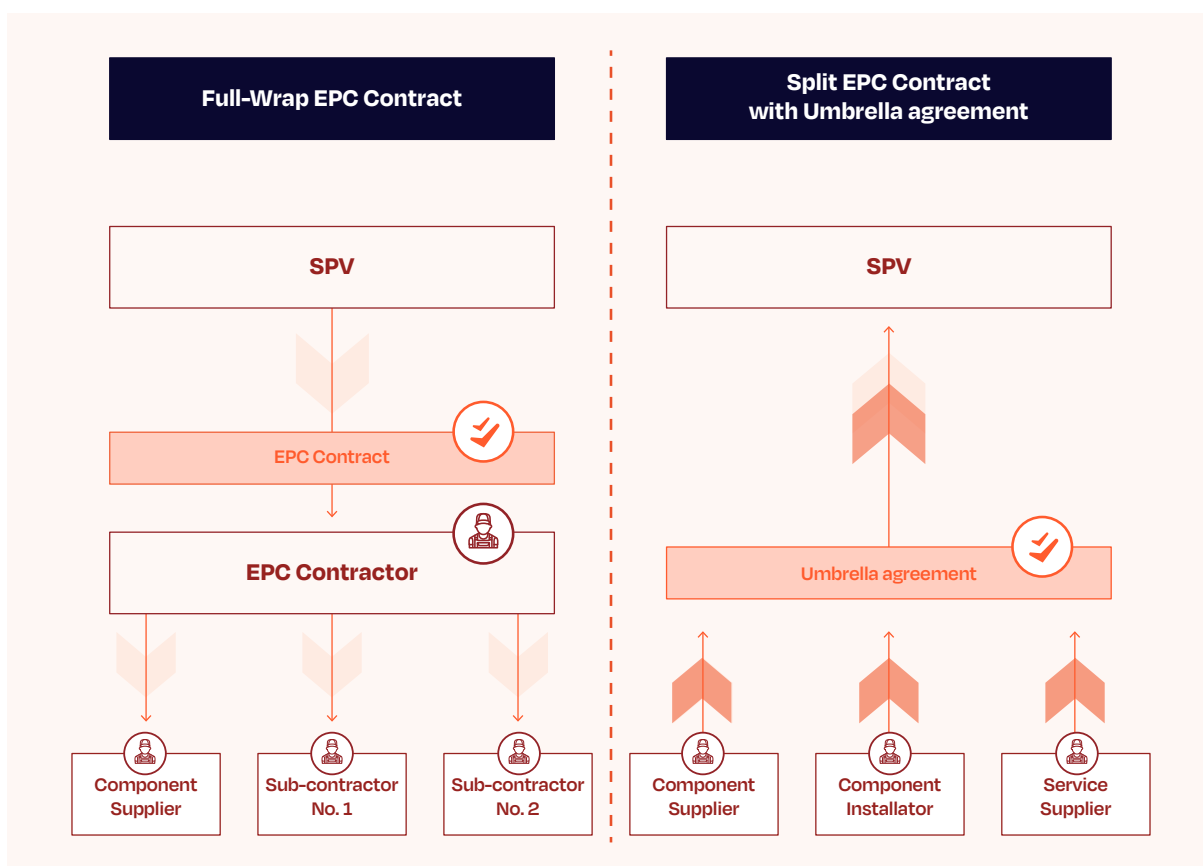 Full-Wrap EPC Contract
SPV
EPC Contract
EPC Contractor
Component
Supplier
Sub-contractor
No. 1
Sub-contractor
No. 2
Split EPC Contract
with Umbrella agreement
SPV
Umbrella agreement
Component
Supplier
Component
Installator
Service
Supplier